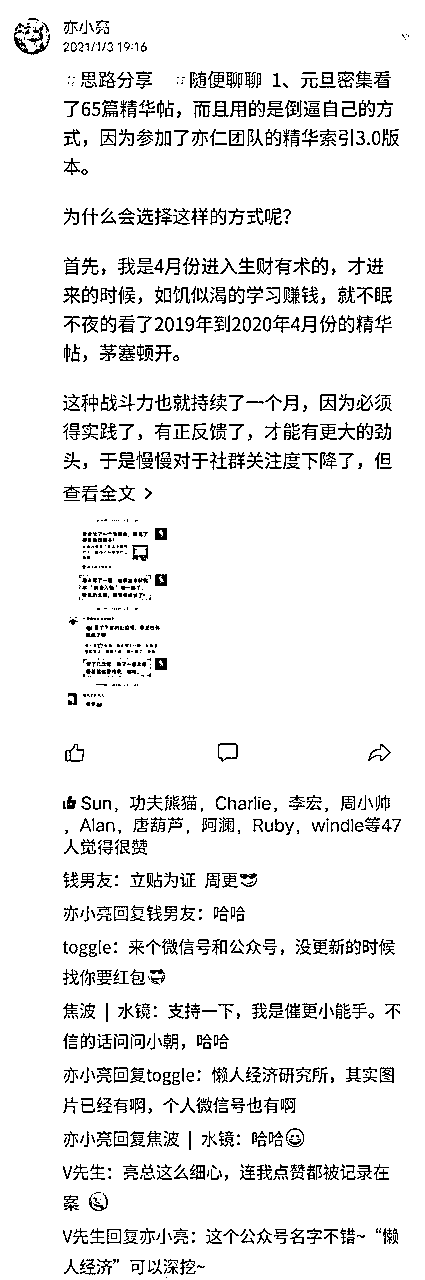 亦小亮
2021/1/3 19:16
#思路分享 #随便聊聊 1、元旦密集看
了65篇精华帖，而且用的是倒逼自己的方
式，因为参加了亦仁团队的精华索引3.0版
本。
为什么会选择这样的方式呢？
首先，我是4月份进入生财有术的，才进
来的时候，如饥似渴的学习赚钱，就不眠
不夜的看了2019年到2020年4月份的精华
帖，茅塞顿开。
这种战斗力也就持续了一个月，因为必须
得实践了，有正反馈了，才能有更大的劲
头，于是慢慢对于社群关注度下降了，但
查看全文 >
Sun，功夫熊猫，Charlie，李宏，周小帅
，Alan，唐葫芦，阿澜，Ruby，windle等47
人觉得很赞
钱男友：立贴为证 周更😎
亦小亮回复钱男友：哈哈
toggle：来个微信号和公众号，没更新的时候
找你要红包😎
焦波 | 水镜：支持一下，我是催更小能手。不
信的话问问小朝，哈哈
亦小亮回复toggle：懒人经济研究所，其实图
片已经有啊，个人微信号也有啊
亦小亮回复焦波 | 水镜：哈哈😀
V先生：亮总这么细心，连我点赞都被记录在
案
V先生回复亦小亮：这个公众号名字不错~“懒
人经济”可以深挖~